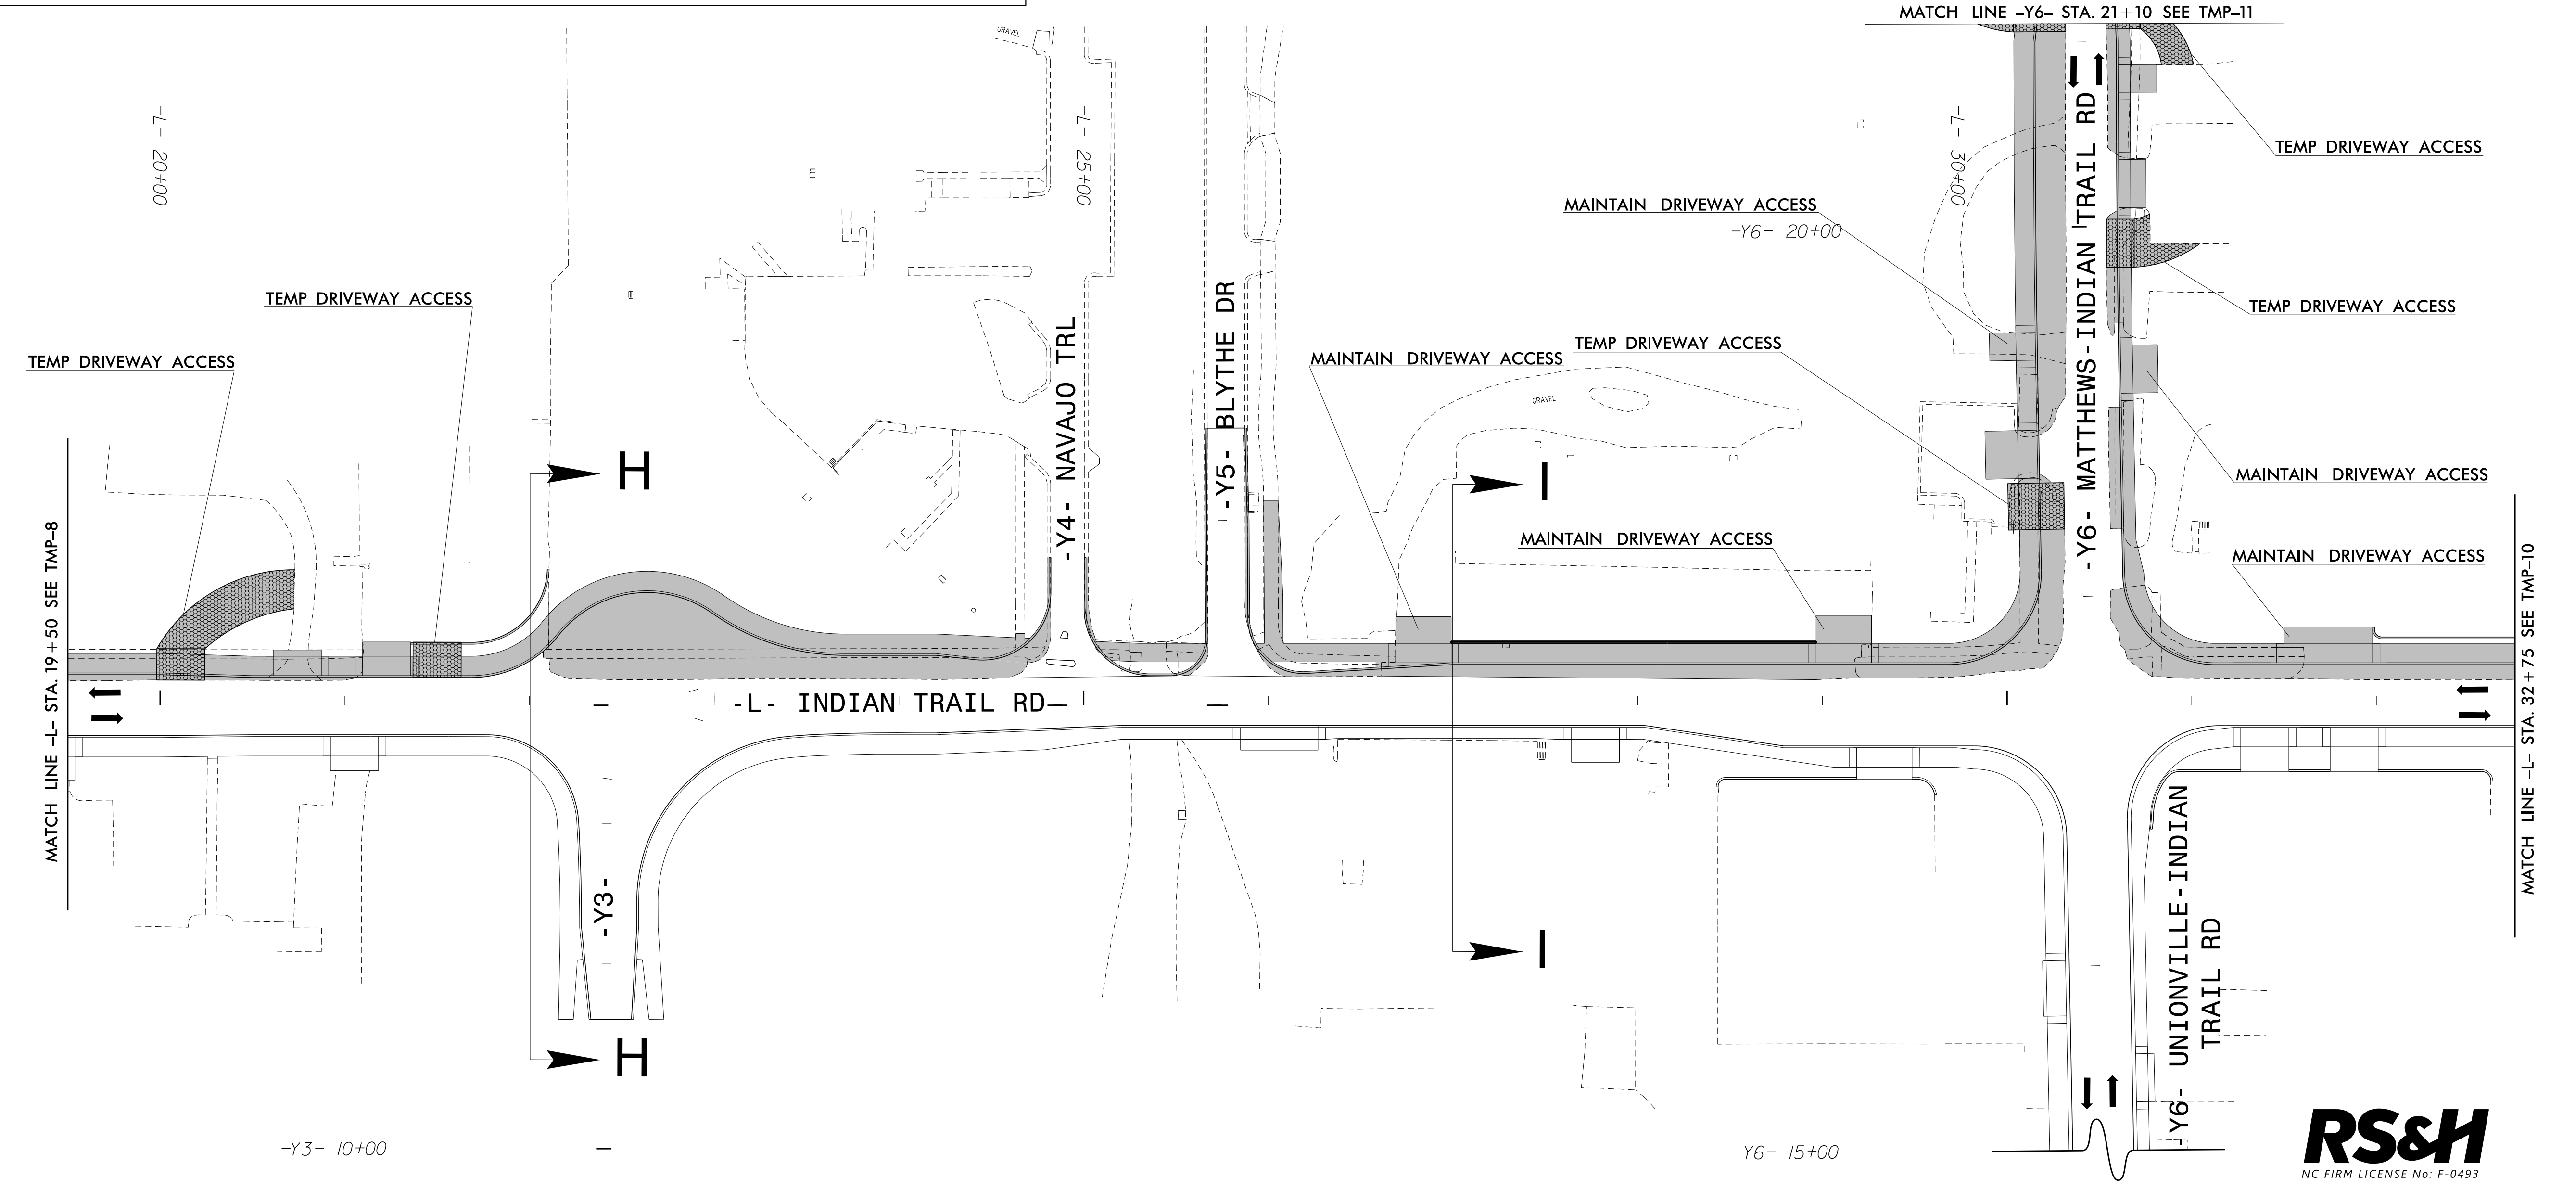 MATCH LINE –Y6– STA. 21+10 SEE TMP–11
GRAVEL
–L– 20+00
–L– 25+00
–L– 30+00
TEMP DRIVEWAY ACCESS
MAINTAIN DRIVEWAY ACCESS
–Y6– 20+00
TEMP DRIVEWAY ACCESS
TEMP DRIVEWAY ACCESS
TEMP DRIVEWAY ACCESS
MAINTAIN DRIVEWAY ACCESS
TEMP DRIVEWAY ACCESS
GRAVEL
-Y4- NAVAJO TRL
-Y5- BLYTHE DR
-Y6- MATTHEWS-INDIAN TRAIL RD
H
I
MAINTAIN DRIVEWAY ACCESS
MAINTAIN DRIVEWAY ACCESS
MAINTAIN DRIVEWAY ACCESS
MATCH LINE –L– STA. 19+50 SEE TMP–8
MATCH LINE –L– STA. 32+75 SEE TMP–10
-L- INDIAN TRAIL RD
-Y3-
I
H
-Y6- UNIONVILLE-INDIAN
TRAIL RD
–Y3– 10+00
–Y6– 15+00
RS&H
NC FIRM LICENSE No: F-0493